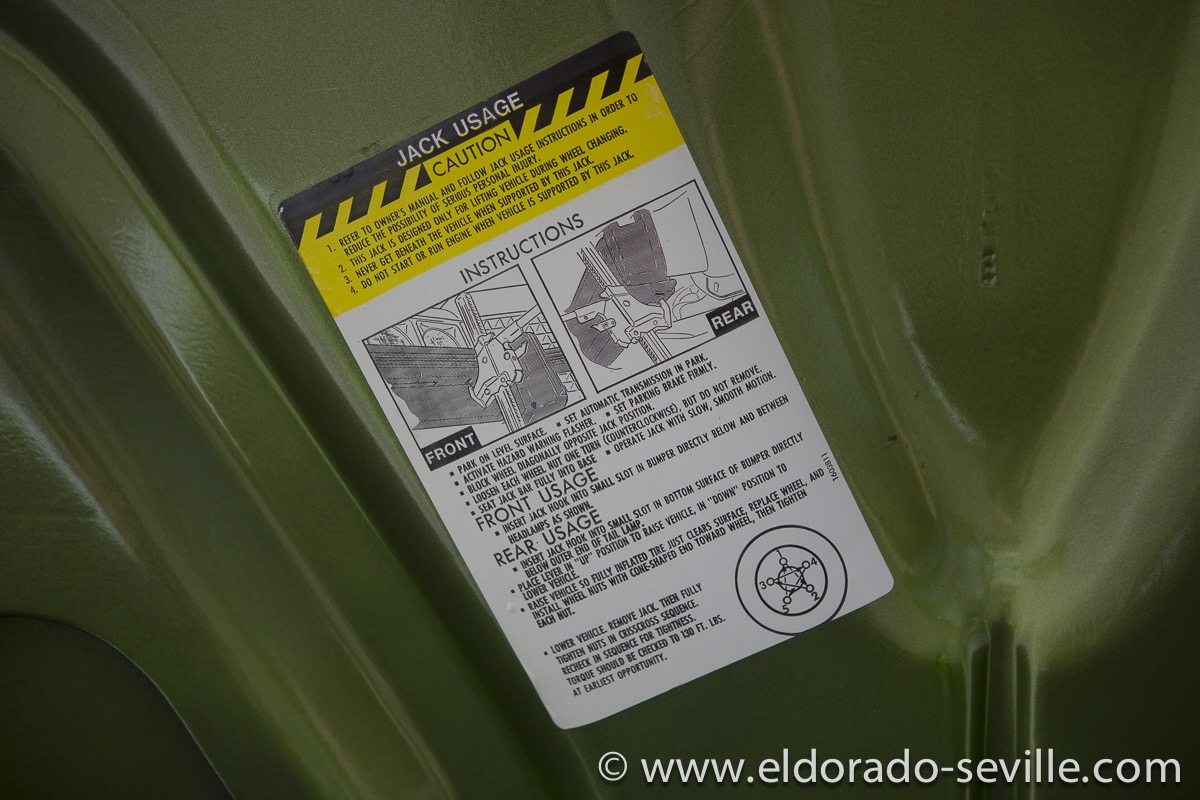 JACK USAGE
CAUTION
1. REFER TO OWNER'S MANUAL AND FOLLOW JACK USAGE INSTRUCTIONS IN ORDER TO
REDUCE THE POSSIBILITY OF SERIOUS PERSONAL INJURY.
2. THIS JACK IS DESIGNED ONLY FOR LIFTING VEHICLE DURING WHEEL CHANGING.
3. NEVER GET BENEATH THE VEHICLE WHEN SUPPORTED BY THIS JACK.
4. DO NOT START OR RUN ENGINE WHEN VEHICLE IS SUPPORTED BY THIS JACK.
INSTRUCTIONS
FRONT
REAR
▪ PARK ON LEVEL SURFACE. ▪ SET AUTOMATIC TRANSMISSION IN PARK.
▪ ACTIVATE HAZARD WARNING FLASHER. ▪ SET PARKING BRAKE FIRMLY.
▪ BLOCK WHEEL DIAGONALLY OPPOSITE JACK POSITION.
▪ LOOSEN EACH WHEEL NUT ONE TURN (COUNTERCLOCKWISE), BUT DO NOT REMOVE.
▪ SEAT JACK BAR FULLY INTO BASE ▪ OPERATE JACK WITH SLOW, SMOOTH MOTION.
FRONT USAGE
▪ INSERT JACK HOOK INTO SMALL SLOT IN BUMPER DIRECTLY BELOW AND BETWEEN
HEADLAMPS AS SHOWN.
REAR USAGE
▪ INSERT JACK HOOK INTO SMALL SLOT IN BOTTOM SURFACE OF BUMPER DIRECTLY
BELOW OUTER END OF TAIL LAMP.
▪ PLACE LEVER IN "UP" POSITION TO RAISE VEHICLE, IN "DOWN" POSITION TO
LOWER VEHICLE.
▪ RAISE VEHICLE SO FULLY INFLATED TIRE JUST CLEARS SURFACE, REPLACE WHEEL, AND
INSTALL WHEEL NUTS WITH CONE-SHAPED END TOWARD WHEEL, THEN TIGHTEN
EACH NUT.
▪ LOWER VEHICLE, REMOVE JACK, THEN FULLY
TIGHTEN NUTS IN CRISSCROSS SEQUENCE.
RECHECK IN SEQUENCE FOR TIGHTNESS.
TORQUE SHOULD BE CHECKED TO 130 FT. LBS.
AT EARLIEST OPPORTUNITY.
1
4
3
2
5
1603811
© www.eldorado-seville.com